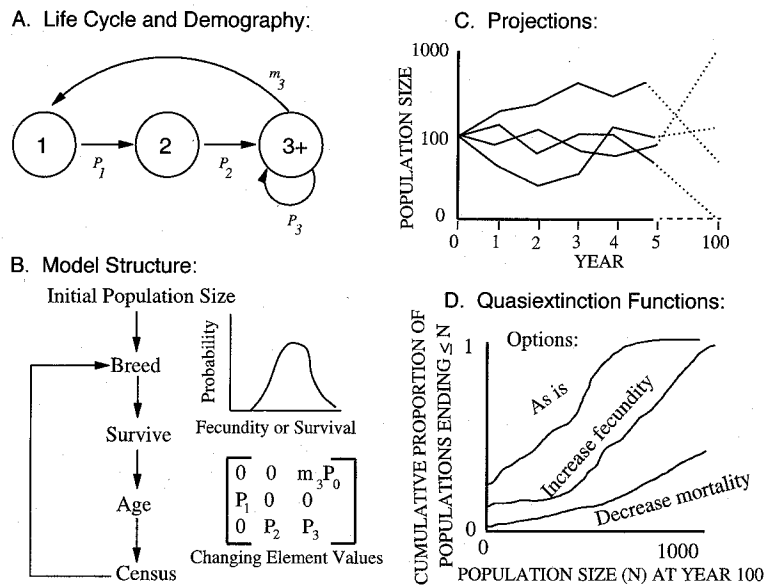 A. Life Cycle and Demography:
m3
1
2
3+
P1
P2
P3
B. Model Structure:
Initial Population Size
Breed
Survive
Age
Census
Probability
Fecundity or Survival
0 0 m3P0
P1 0 0
0 P2 P3
Changing Element Values
C. Projections:
POPULATION SIZE
1000
100
0
0 1 2 3 4 5 100
YEAR
D. Quasiextinction Functions:
CUMULATIVE PROPORTION OF
POPULATIONS ENDING ≤ N
Options:
1
As is
Increase fecundity
Decrease mortality
0
0 1000
POPULATION SIZE (N) AT YEAR 100